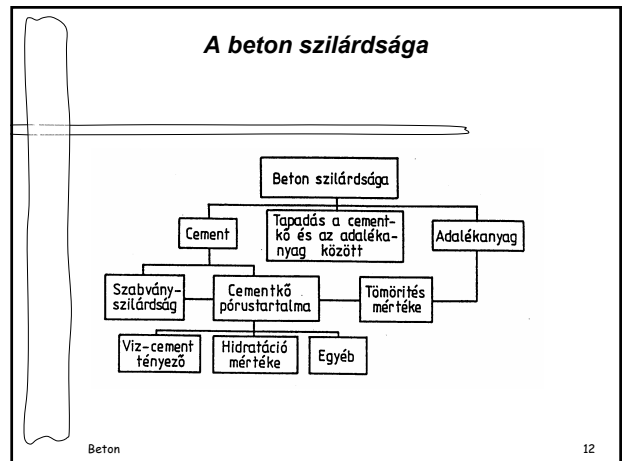 A beton szilárdsága
Beton szilárdsága
Cement
Tapadás a cement-
kő és az adaléka-
nyag között
Adalékanyag
Szabvány-
szilárdság
Cementkő
pórustartalma
Tömörítés
mértéke
Viz-cement
tényező
Hidratáció
mértéke
Egyéb
Beton
12